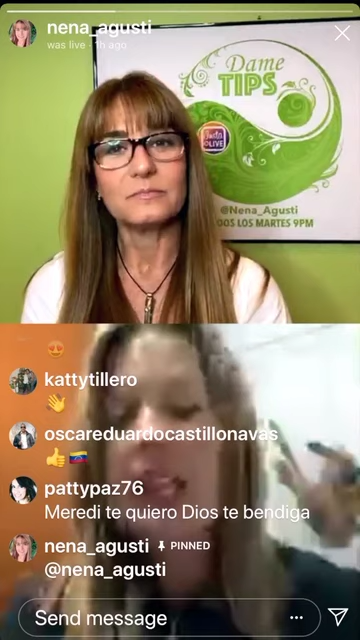 nena_agusti
was live · 1h ago
Dame
TIPS
Insta
LIVE
@Nena_Agusti
DOS LOS MARTES 9PM
kattytillero
👋
oscareduardocastillonavas
👍🇻🇪
pattypaz76
Meredi te quiero Dios te bendiga
nena_agusti PINNED
@nena_agusti
Send message